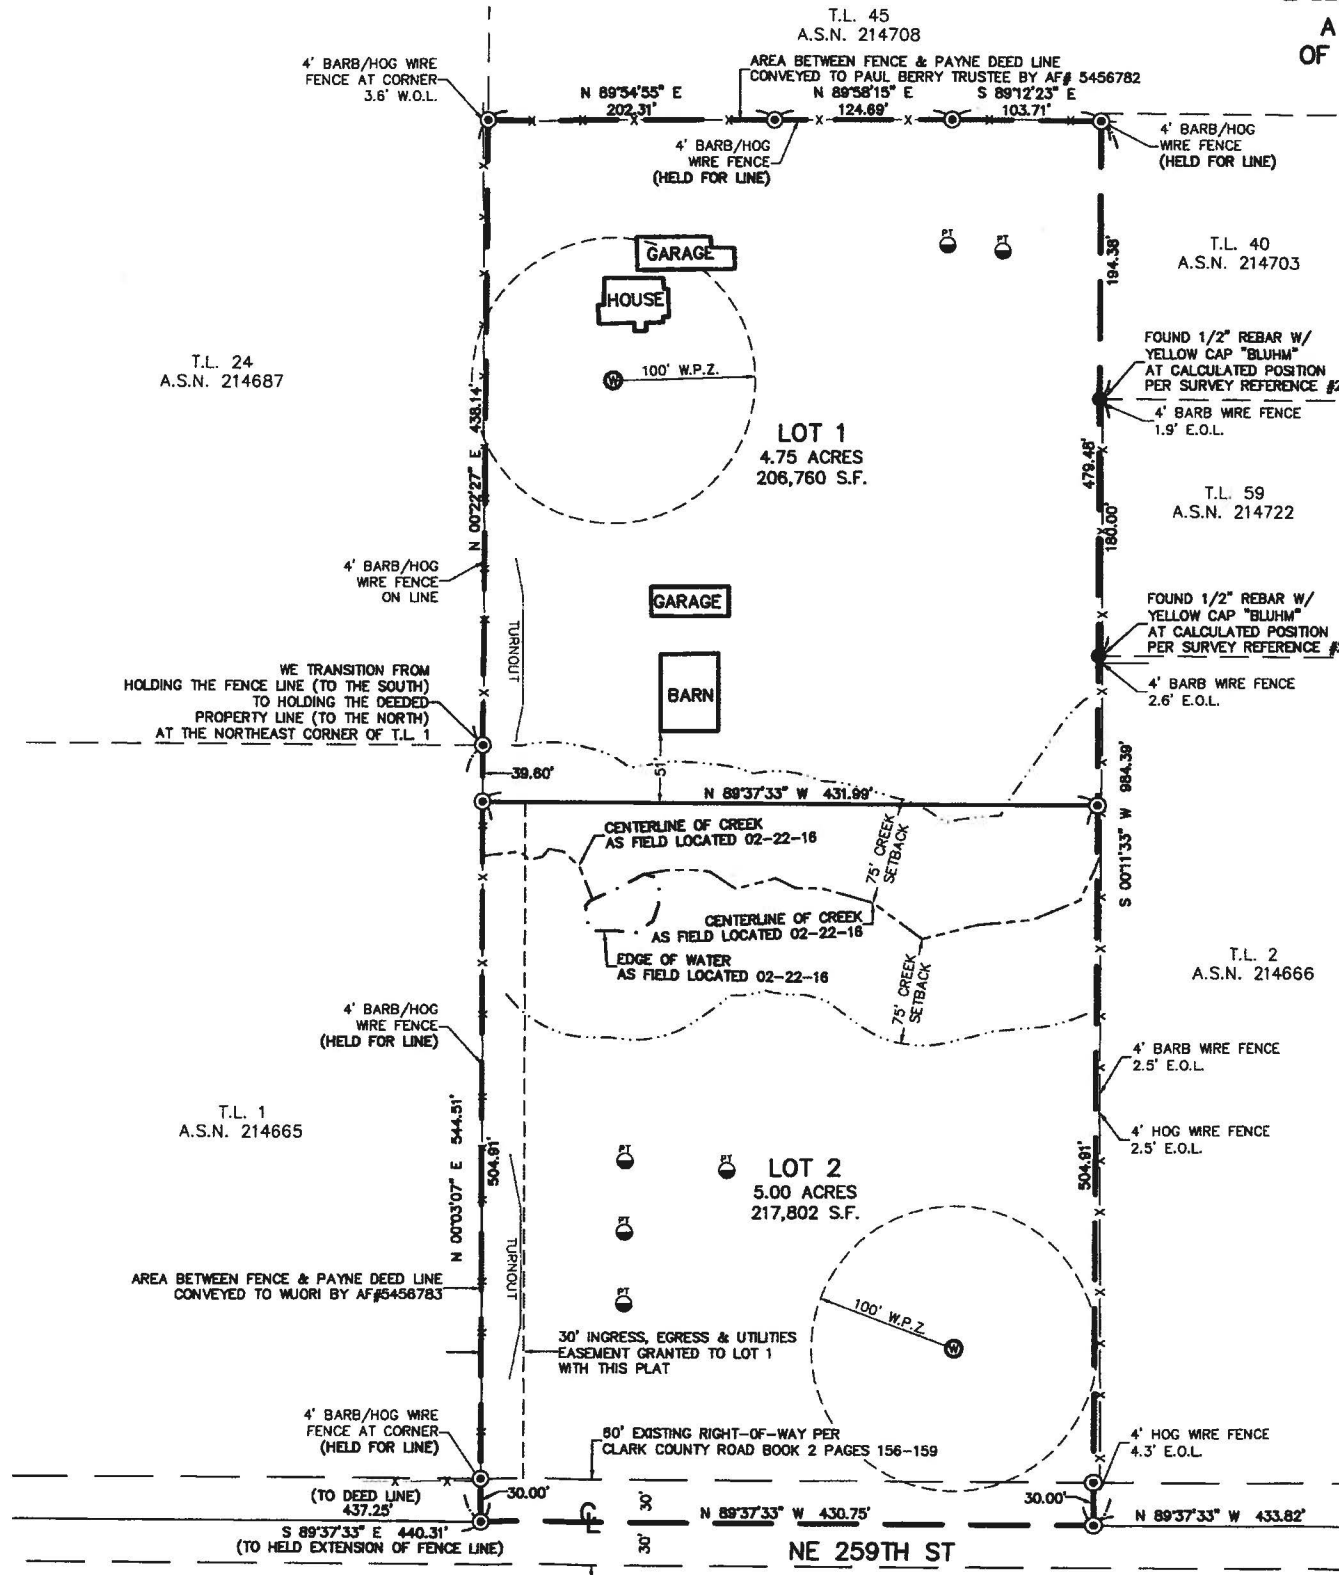 T.L. 45
A.S.N. 214708
A
OF
4' BARB/HOG WIRE
FENCE AT CORNER
3.6' W.O.L.
AREA BETWEEN FENCE & PAYNE DEED LINE
CONVEYED TO PAUL BERRY TRUSTEE BY AF# 5456782
N 89°54'55" E
202.31'
N 89°58'15" E
124.69'
S 89°12'23" E
103.71'
4' BARB/HOG
WIRE FENCE
(HELD FOR LINE)
4' BARB/HOG
WIRE FENCE
(HELD FOR LINE)
PT
PT
GARAGE
HOUSE
194.38'
T.L. 40
A.S.N. 214703
T.L. 24
A.S.N. 214687
W
100' W.P.Z.
FOUND 1/2" REBAR W/
YELLOW CAP "BLUHM"
AT CALCULATED POSITION
PER SURVEY REFERENCE #2
4' BARB WIRE FENCE
1.9' E.O.L.
N 00°22'27" E 438.14'
LOT 1
4.75 ACRES
206,760 S.F.
479.48'
180.00'
T.L. 59
A.S.N. 214722
4' BARB/HOG
WIRE FENCE
ON LINE
TURNOUT
GARAGE
BARN
FOUND 1/2" REBAR W/
YELLOW CAP "BLUHM"
AT CALCULATED POSITION
PER SURVEY REFERENCE
4' BARB WIRE FENCE
2.6' E.O.L.
WE TRANSITION FROM
HOLDING THE FENCE LINE (TO THE SOUTH)
TO HOLDING THE DEEDED
PROPERTY LINE (TO THE NORTH)
AT THE NORTHEAST CORNER OF T.L. 1
39.60'
51'
N 89°37'33" W 431.99'
S 00°11'33" W 984.39'
CENTERLINE OF CREEK
AS FIELD LOCATED 02-22-16
75' CREEK
SETBACK
CENTERLINE OF CREEK
AS FIELD LOCATED 02-22-16
EDGE OF WATER
AS FIELD LOCATED 02-22-16
75' CREEK
SETBACK
T.L. 2
A.S.N. 214666
4' BARB/HOG
WIRE FENCE
(HELD FOR LINE)
4' BARB WIRE FENCE
2.5' E.O.L.
T.L. 1
A.S.N. 214665
4' HOG WIRE FENCE
2.5' E.O.L.
N 00°03'07" E 544.51'
504.91'
504.91'
PT
PT
LOT 2
5.00 ACRES
217,802 S.F.
PT
PT
TURNOUT
AREA BETWEEN FENCE & PAYNE DEED LINE
CONVEYED TO WUORI BY AF#5456783
100' W.P.Z.
W
30' INGRESS, EGRESS & UTILITIES
EASEMENT GRANTED TO LOT 1
WITH THIS PLAT
4' BARB/HOG WIRE
FENCE AT CORNER
(HELD FOR LINE)
60' EXISTING RIGHT-OF-WAY PER
CLARK COUNTY ROAD BOOK 2 PAGES 156-159
4' HOG WIRE FENCE
4.3' E.O.L.
(TO DEED LINE)
437.25'
30.00'
CL
30'
30'
N 89°37'33" W 430.75'
30.00'
N 89°37'33" W 433.82'
S 89°37'33" E 440.31'
(TO HELD EXTENSION OF FENCE LINE)
NE 259TH ST